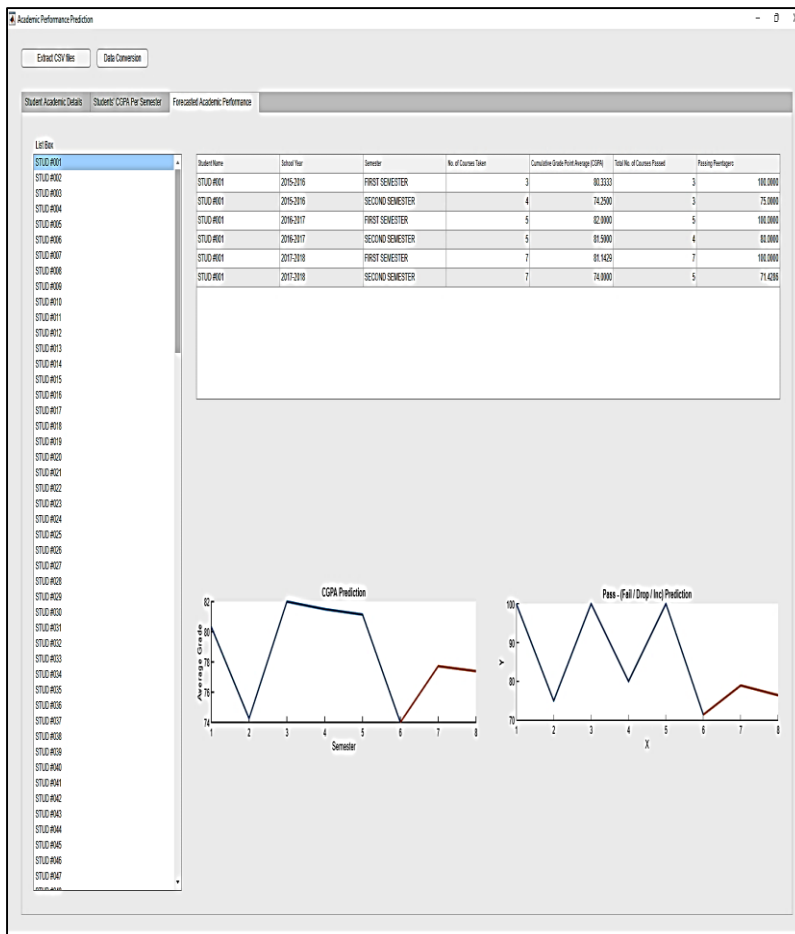 Academic Performance Prediction
Extract CSV files Data Conversion
Student Academic Details Students' CGPA Per Semester Forecasted Academic Performance
List Box
STUD #001
STUD #002
STUD #003
STUD #004
STUD #005
STUD #006
STUD #007
STUD #008
STUD #009
STUD #010
STUD #011
STUD #012
STUD #013
STUD #014
STUD #015
STUD #016
STUD #017
STUD #018
STUD #019
STUD #020
STUD #021
STUD #022
STUD #023
STUD #024
STUD #025
STUD #026
STUD #027
STUD #028
STUD #029
STUD #030
STUD #031
STUD #032
STUD #033
STUD #034
STUD #035
STUD #036
STUD #037
STUD #038
STUD #039
STUD #040
STUD #041
STUD #042
STUD #043
STUD #044
STUD #045
STUD #046
STUD #047
Student Name School Year Semester No. of Courses Taken Cumulative Grade Point Average (CGPA) Total No. of Courses Passed Passing
STUD #001 2015-2016 FIRST SEMESTER 3 80.3333 3 100.0000
STUD #001 2015-2016 SECOND SEMESTER 4 74.2500 3 75.0000
STUD #001 2016-2017 FIRST SEMESTER 5 82.0000 5 100.0000
STUD #001 2016-2017 SECOND SEMESTER 5 81.5000 4 80.0000
STUD #001 2017-2018 FIRST SEMESTER 7 81.1429 7 100.0000
STUD #001 2017-2018 SECOND SEMESTER 7 74.0000 5 71.4286
CGPA Prediction
Average Grade
82
80
78
76
74
1 2 3 4 5 6 7 8
Semester
Pass - (Fail / Drop / Inc) Prediction
Y
100
90
80
70
1 2 3 4 5 6 7 8
X